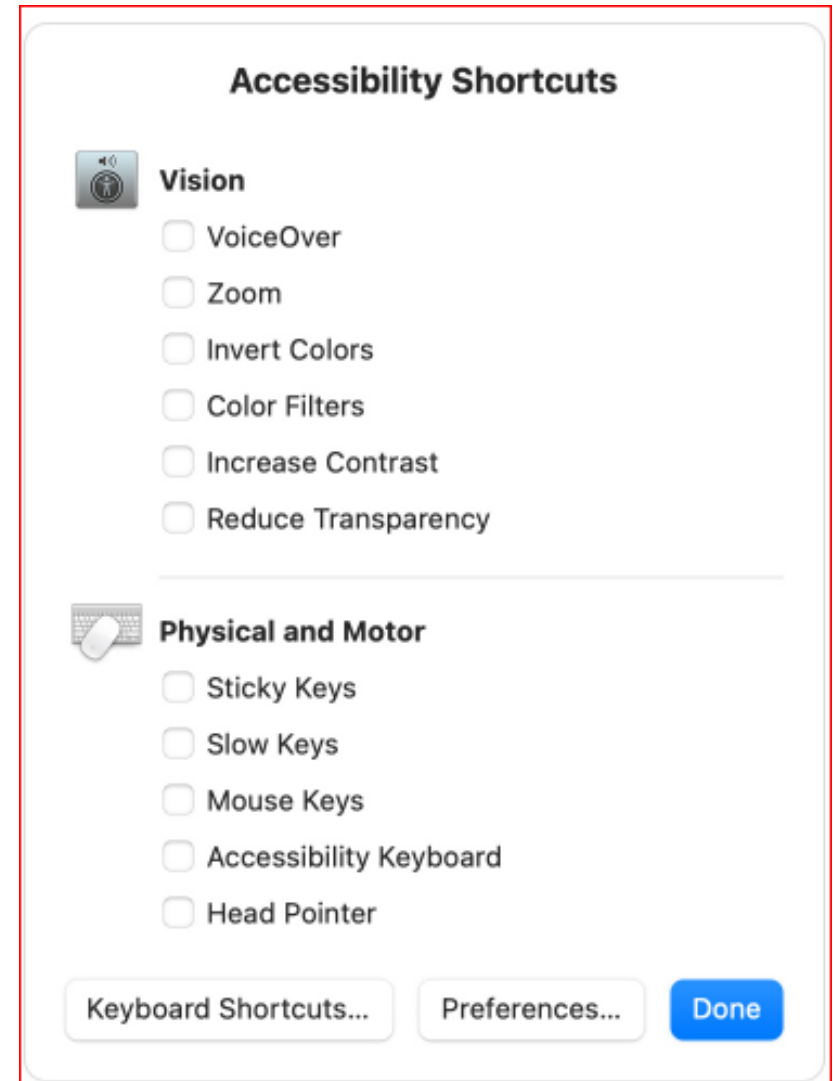 Accessibility Shortcuts
Vision
VoiceOver
Zoom
Invert Colors
Color Filters
Increase Contrast
Reduce Transparency
Physical and Motor
Sticky Keys
Slow Keys
Mouse Keys
Accessibility Keyboard
Head Pointer
Keyboard Shortcuts... Preferences... Done